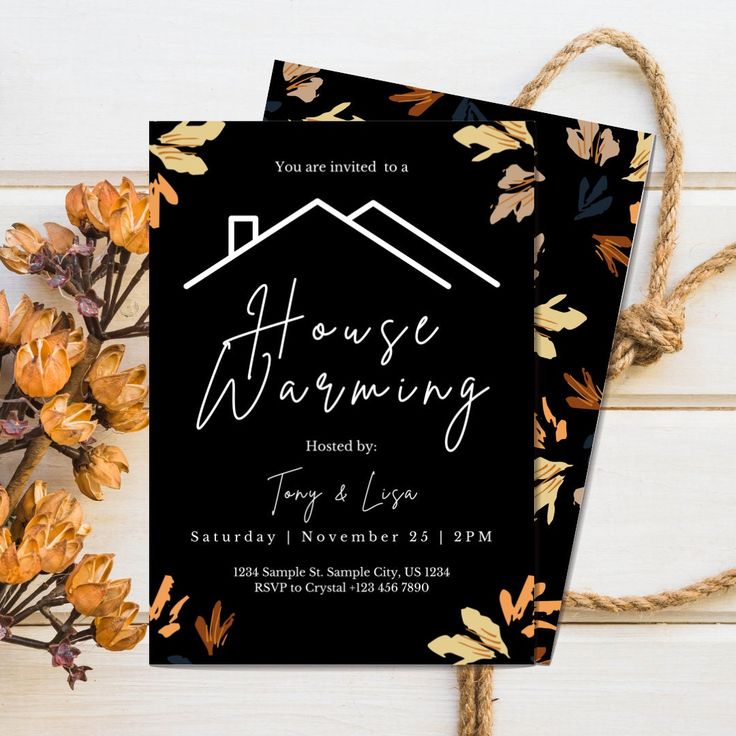 You are invited to a
House
Warming
Hosted by:
Tony & Lisa
Saturday | November 25 | 2PM
1234 Sample St. Sample City, US 1234
RSVP to Crystal +123 456 7890